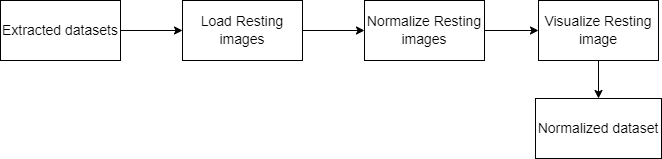 Extracted datasets
Load Resting
images
Normalize Resting
images
Visualize Resting
image
Normalized dataset